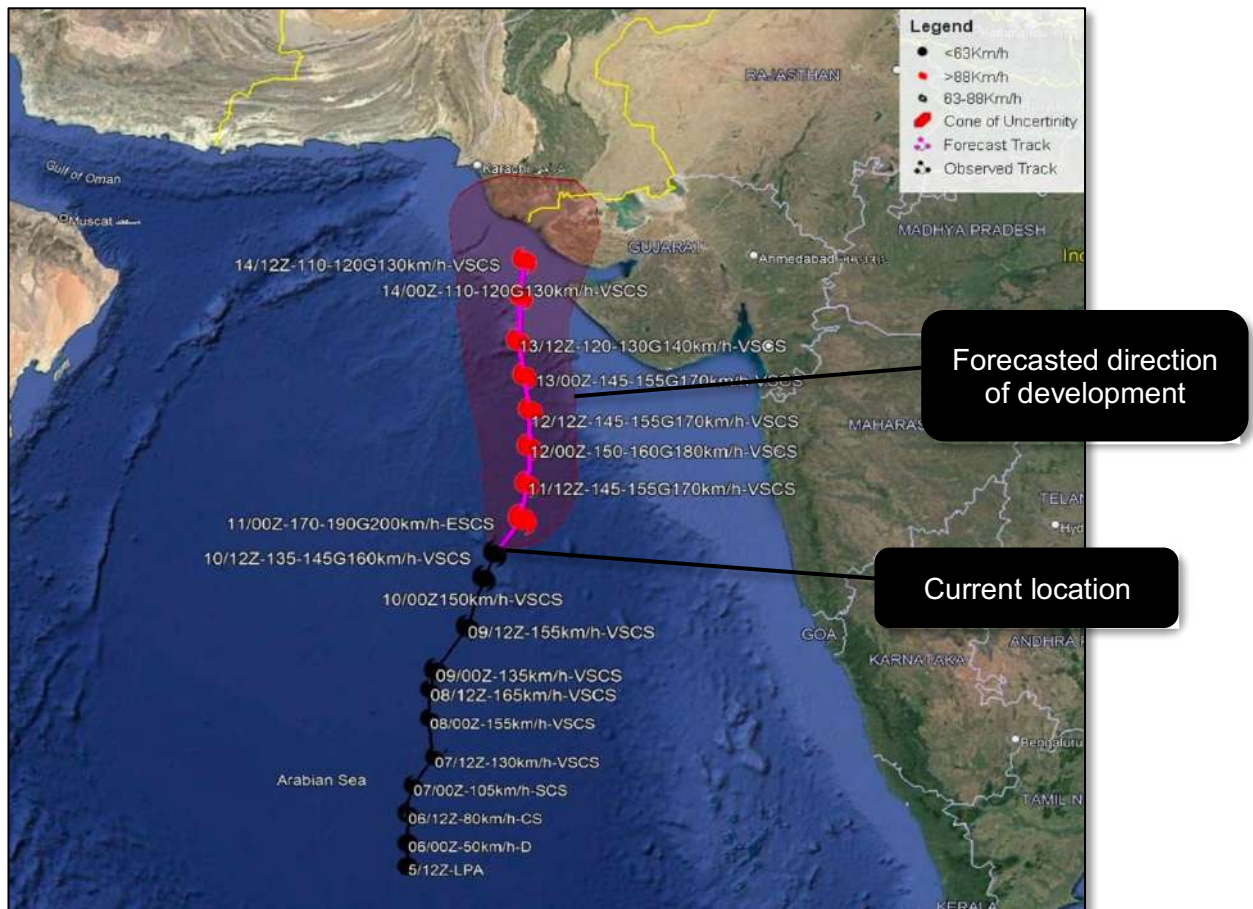 Legend
<63Km/h
>88Km/h
63-88Km/h
Cone of Uncertinity
Forecast Track
Observed Track
RAJASTHAN
Gulf of Oman
Karachi
Muscat
MADHYA PRADESH
GUJARAT
Ahmedabad
14/12Z-110-120G130km/h-VSCS
14/00Z-110-120G130km/h-VSCS
13/12Z-120-130G140km/h-VSCS
13/00Z-145-155G170km/h-VSCS
Forecasted direction
of development
12/12Z-145-155G170km/h-VSCS
MAHARAS
12/00Z-150-160G180km/h-VSCS
11/12Z-145-155G170km/h-VSCS
TELAN
11/00Z-170-190G200km/h-ESCS
Hyd
10/12Z-135-145G160km/h-VSCS
Current location
10/00Z150km/h-VSCS
09/12Z-155km/h-VSCS
GOA
ANDHRA
KARNATAKA
09/00Z-135km/h-VSCS
08/12Z-165km/h-VSCS
08/00Z-155km/h-VSCS
Bengaluru
07/12Z-130km/h-VSCS
Arabian Sea
07/00Z-105km/h-SCS
TAMIL N
06/12Z-80km/h-CS
06/00Z-50km/h-D
5/12Z-LPA
KERALA